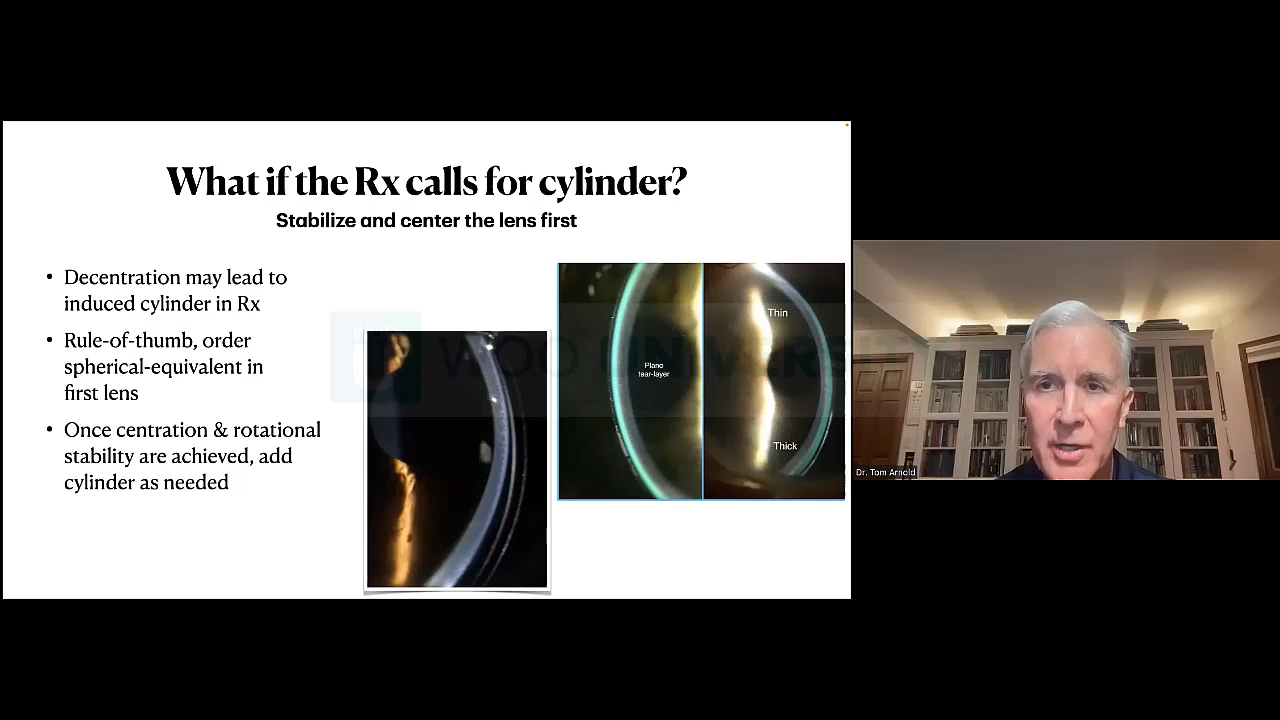 What if the Rx calls for cylinder?
Stabilize and center the lens first
• Decentration may lead to
induced cylinder in Rx
• Rule-of-thumb, order
spherical-equivalent in
first lens
• Once centration & rotational
stability are achieved, add
cylinder as needed
Plano
tear-layer
Thin
Thick
WOO UNIVERSITY
Dr. Tom Arnold